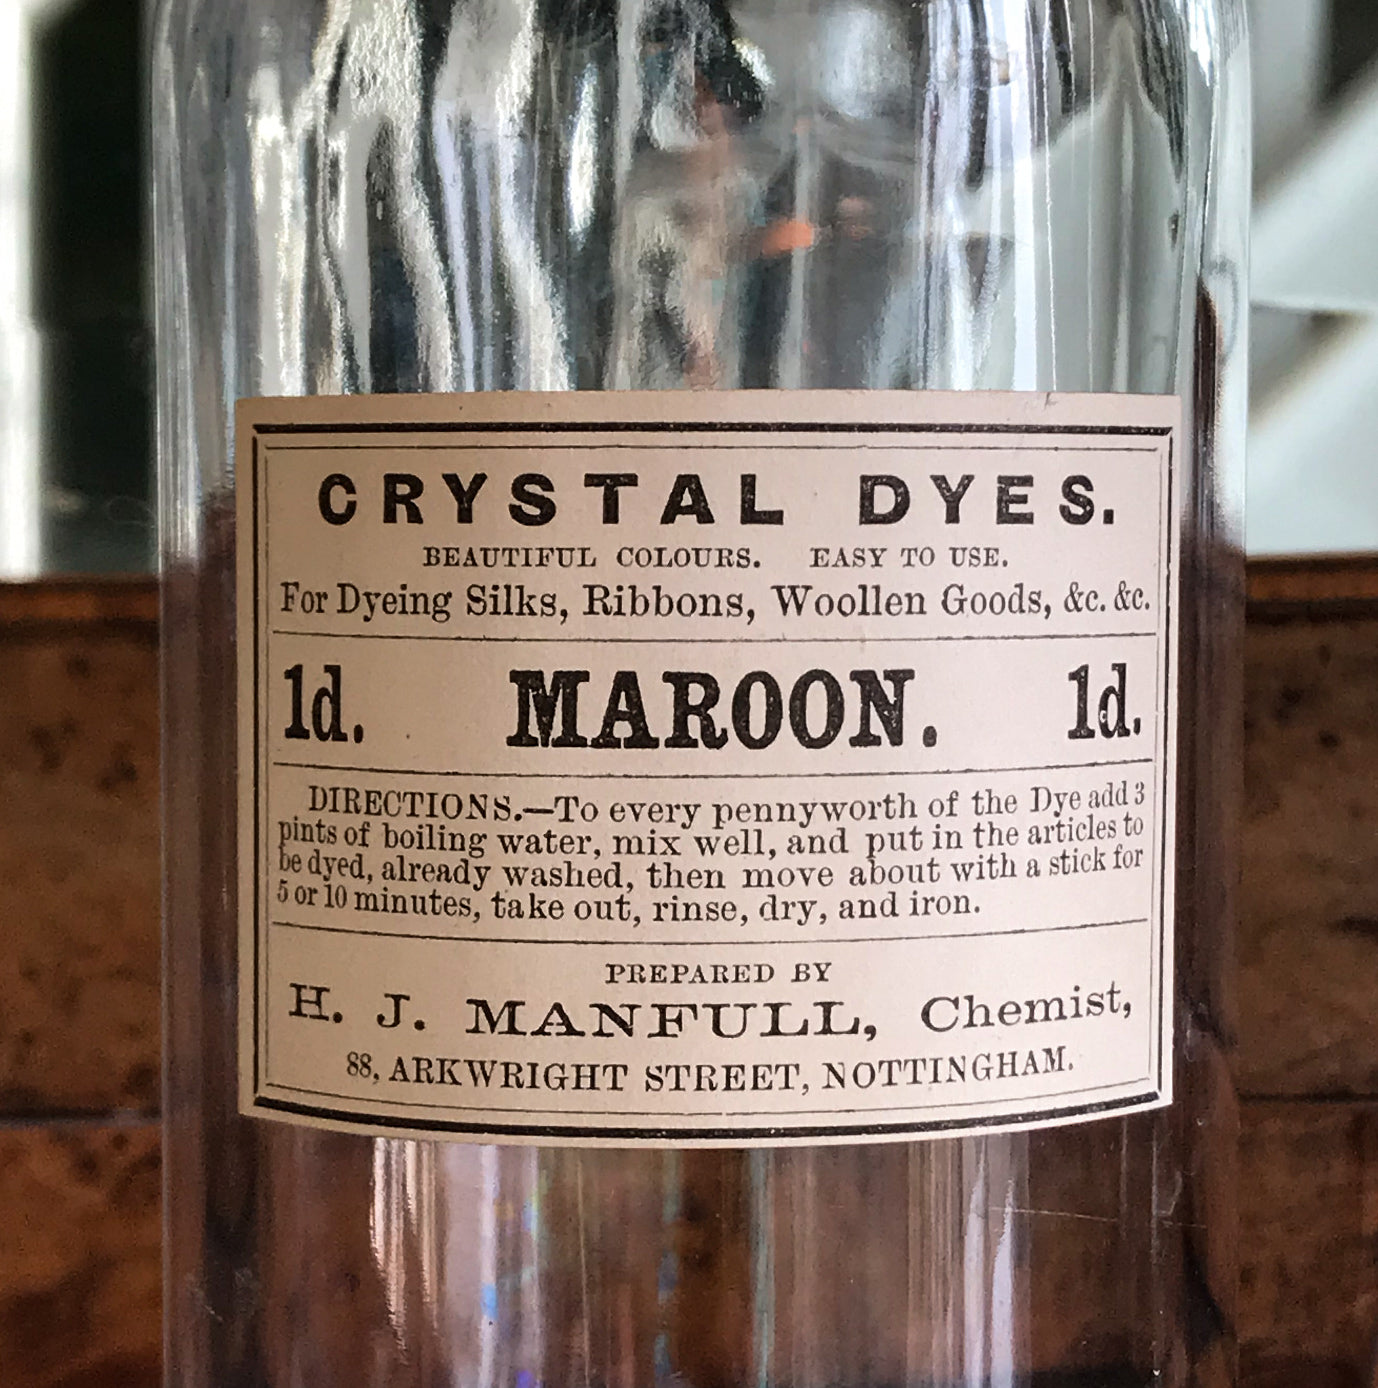 CRYSTAL DYES.
BEAUTIFUL COLOURS. EASY TO USE.
For Dyeing Silks, Ribbons, Woollen Goods, &c. &c.
1d. MAROON. 1d.
DIRECTIONS.—To every pennyworth of the Dye add 3
pints of boiling water, mix well, and put in the articles to
be dyed, already washed, then move about with a stick for
5 or 10 minutes, take out, rinse, dry, and iron.
PREPARED BY
H. J. MANFULL, Chemist,
88, ARKWRIGHT STREET, NOTTINGHAM.